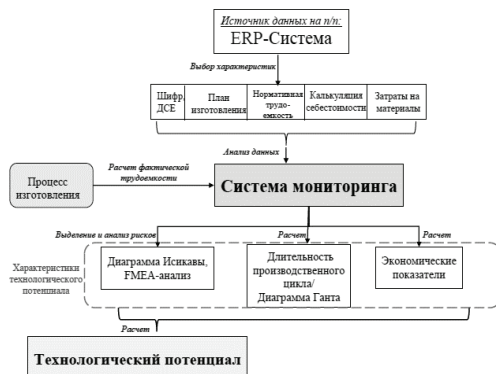 Источник данных на п/п:
ERP-Система
Выбор характеристик
Шифр,
ДСЕ
План
изготовления
Нормативная
трудо-
емкость
Калькуляция
себестоимости
Затраты на
материалы
Анализ данных
Процесс
изготовления
Расчет фактической
трудоемкости
Система мониторинга
Выделение и анализ рисков
Расчет
Расчет
Характеристики
технологического
потенциала
Диаграмма Исикавы,
FMEA-анализ
Длительность
производственного
цикла/
Диаграмма Ганта
Экономические
показатели
Расчет
Технологический потенциал